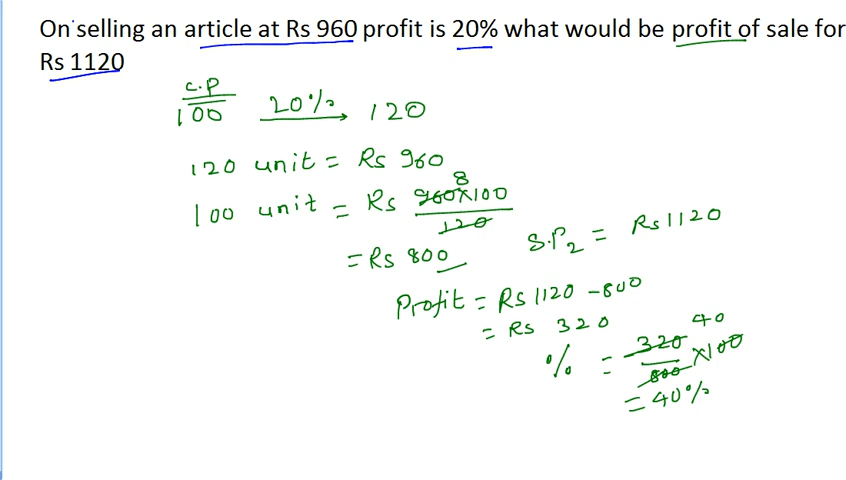 On selling an article at Rs 960 profit is 20% what would be profit of sale for
Rs 1120
C.P
100 20% 120
120 unit = Rs 960
8
100 unit = Rs 960×100
120
= Rs 800
S.P2 = Rs 1120
Profit = Rs 1120 - 800
= Rs 320
40
% = 320
800 ×100
= 40%